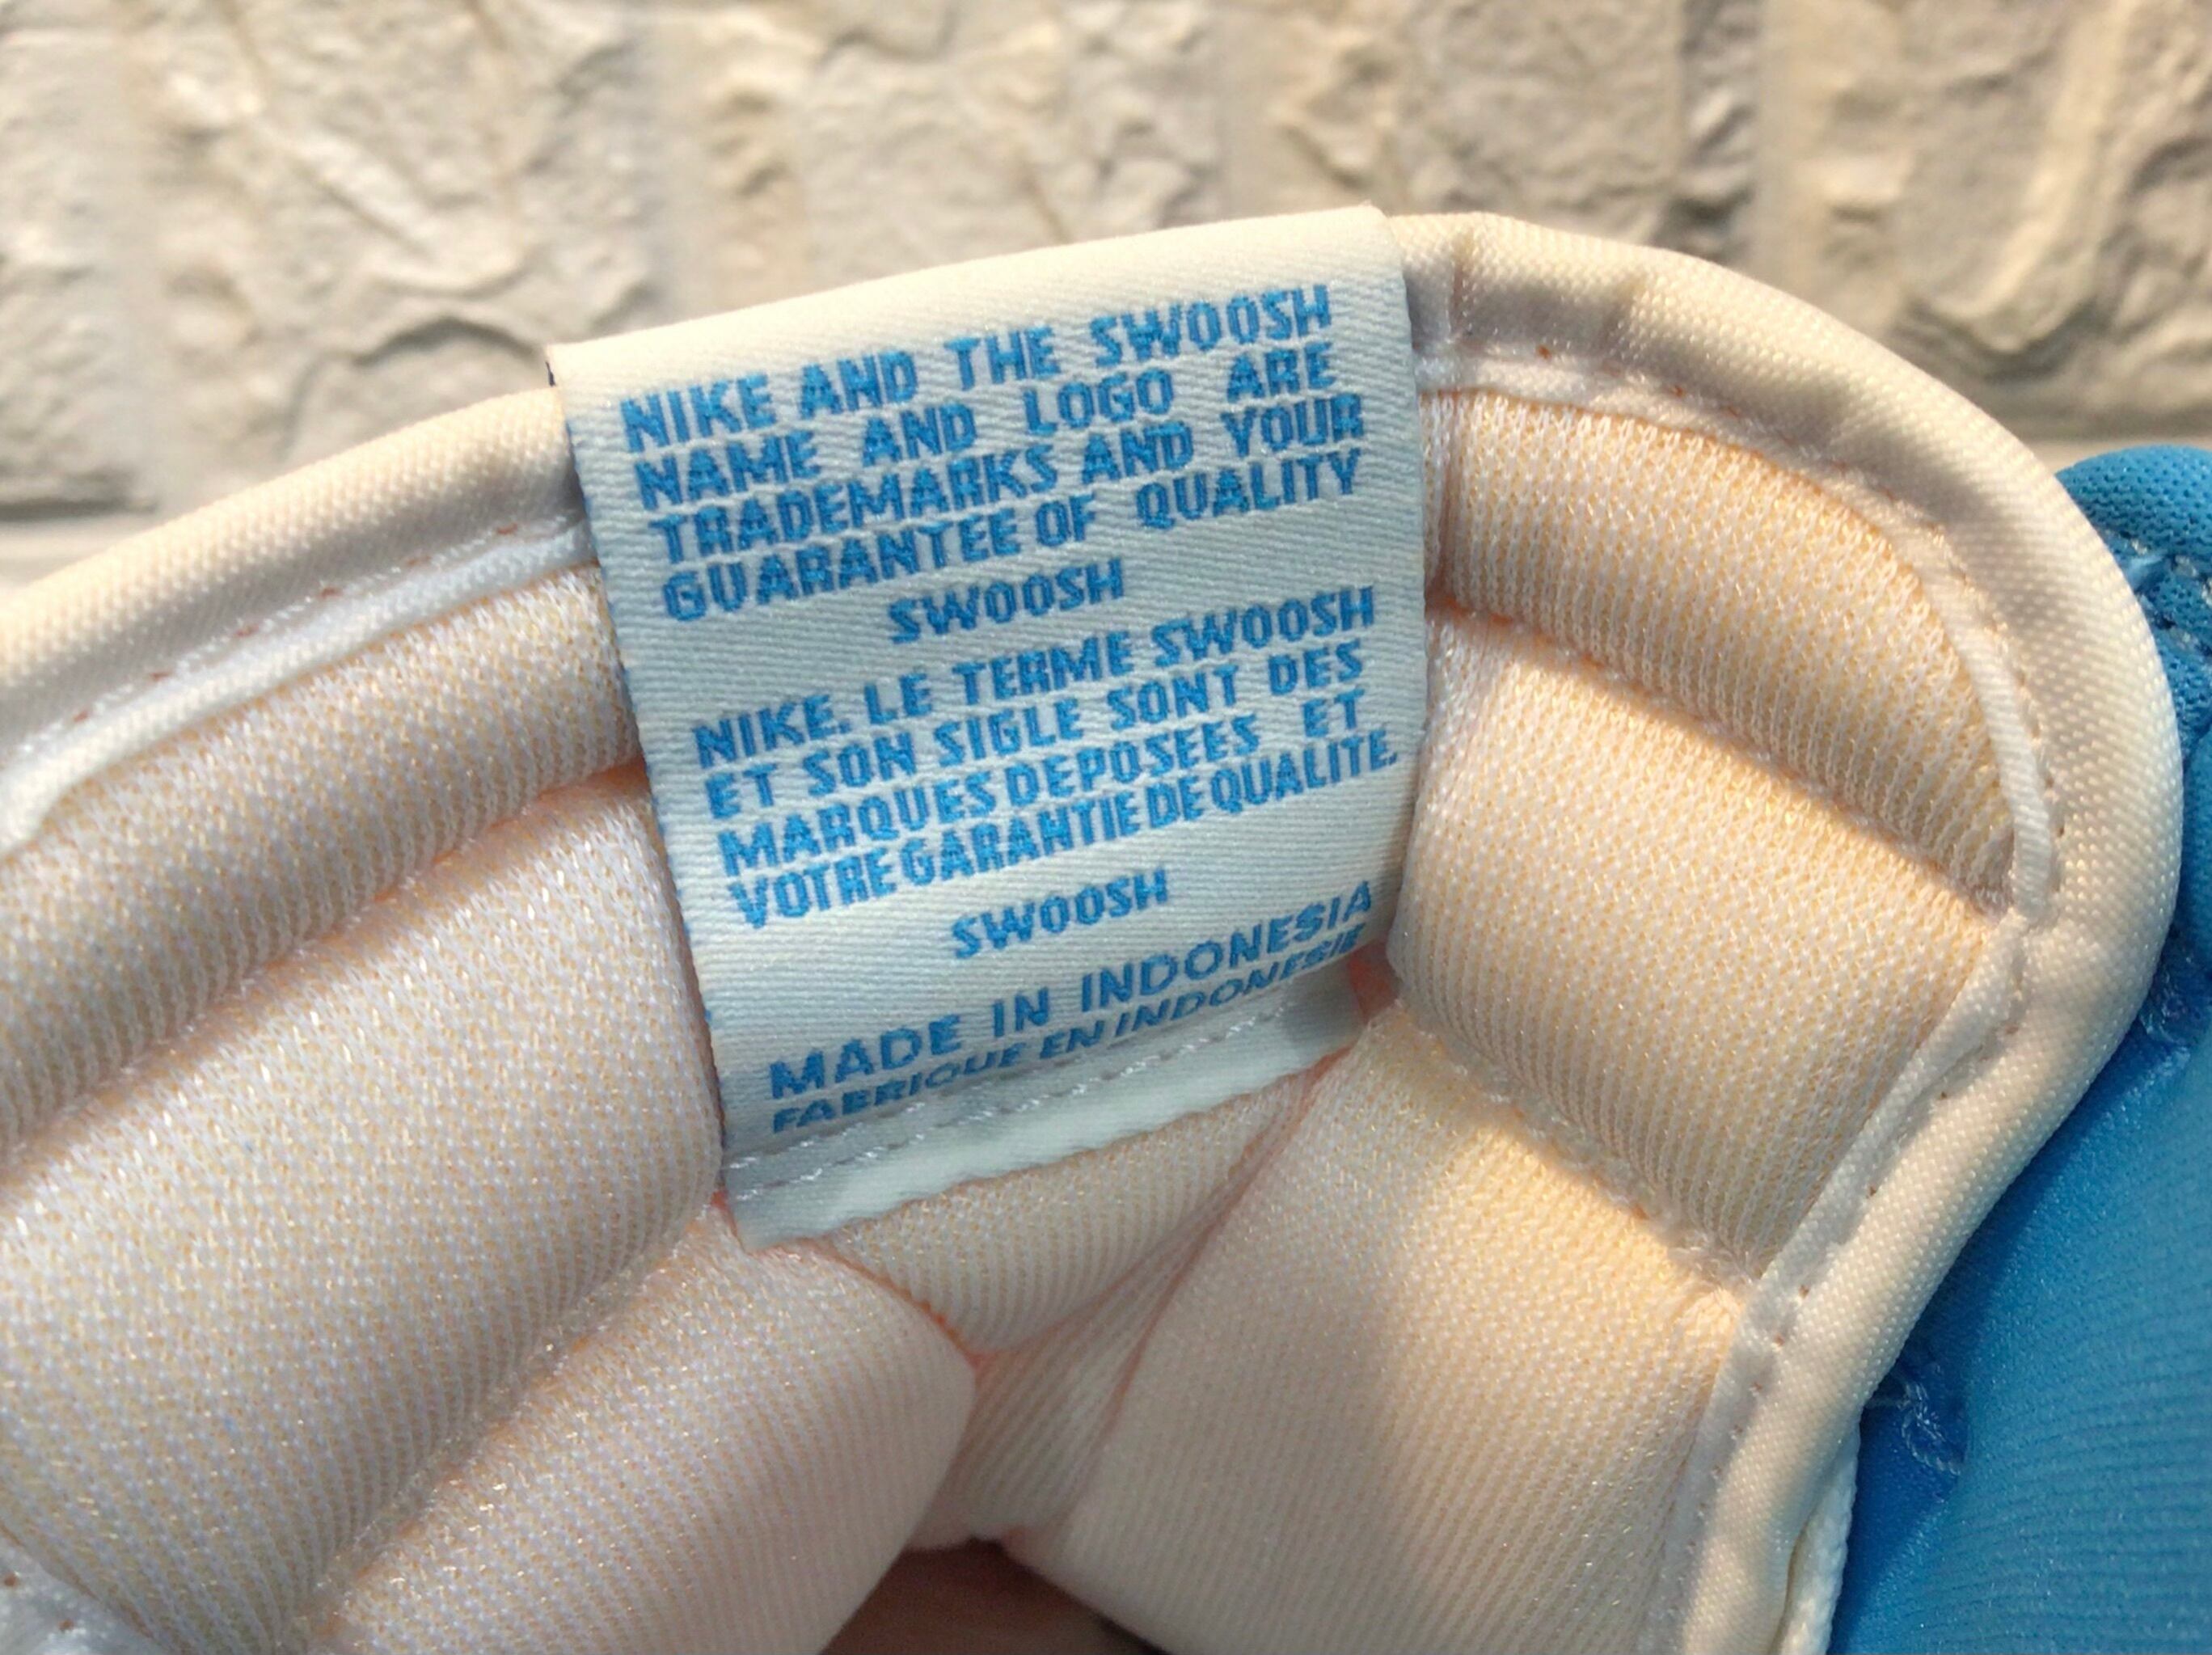 NIKE AND THE SWOOSH
NAME AND LOGO ARE
TRADEMARKS AND YOUR
GUARANTEE OF QUALITY
SWOOSH
NIKE. LE TERME SWOOSH
ET SON SIGLE SONT DES
MARQUES DEPOSEES ET
VOTRE GARANTIE DE QUALITE.
SWOOSH
MADE IN INDONESIA
FABRIQUE EN INDONESIE